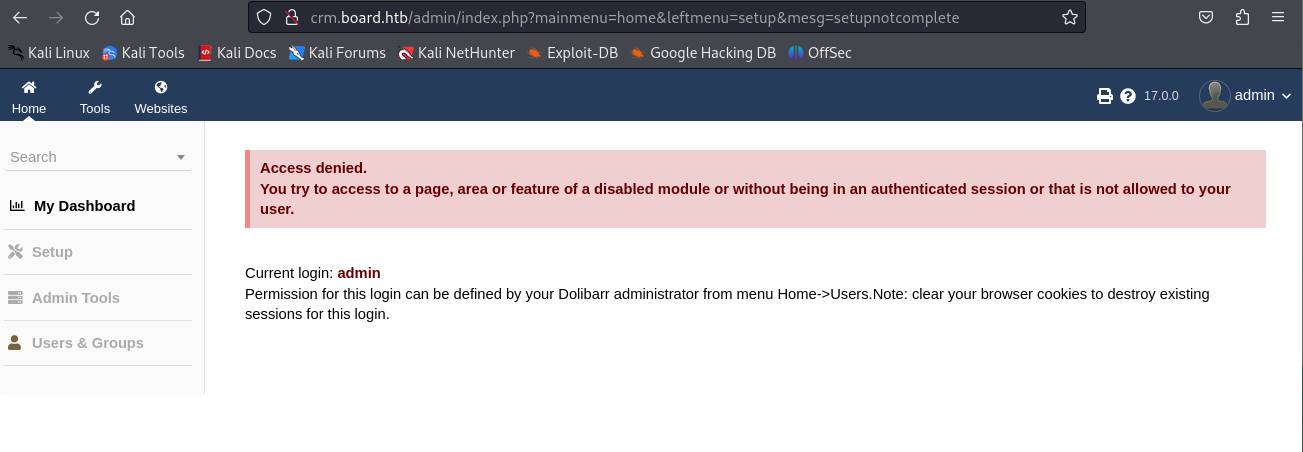 crm.board.htb/admin/index.php?mainmenu=home&leftmenu=setup&mesg=setupnotcomplete
Kali Linux Kali Tools Kali Docs Kali Forums Kali NetHunter Exploit-DB Google Hacking DB OffSec
Home Tools Websites 17.0.0 admin
Search
My Dashboard
Setup
Admin Tools
Users & Groups
Access denied.
You try to access to a page, area or feature of a disabled module or without being in an authenticated session or that is not allowed to your
user.
Current login: admin
Permission for this login can be defined by your Dolibarr administrator from menu Home->Users.Note: clear your browser cookies to destroy existing
sessions for this login.